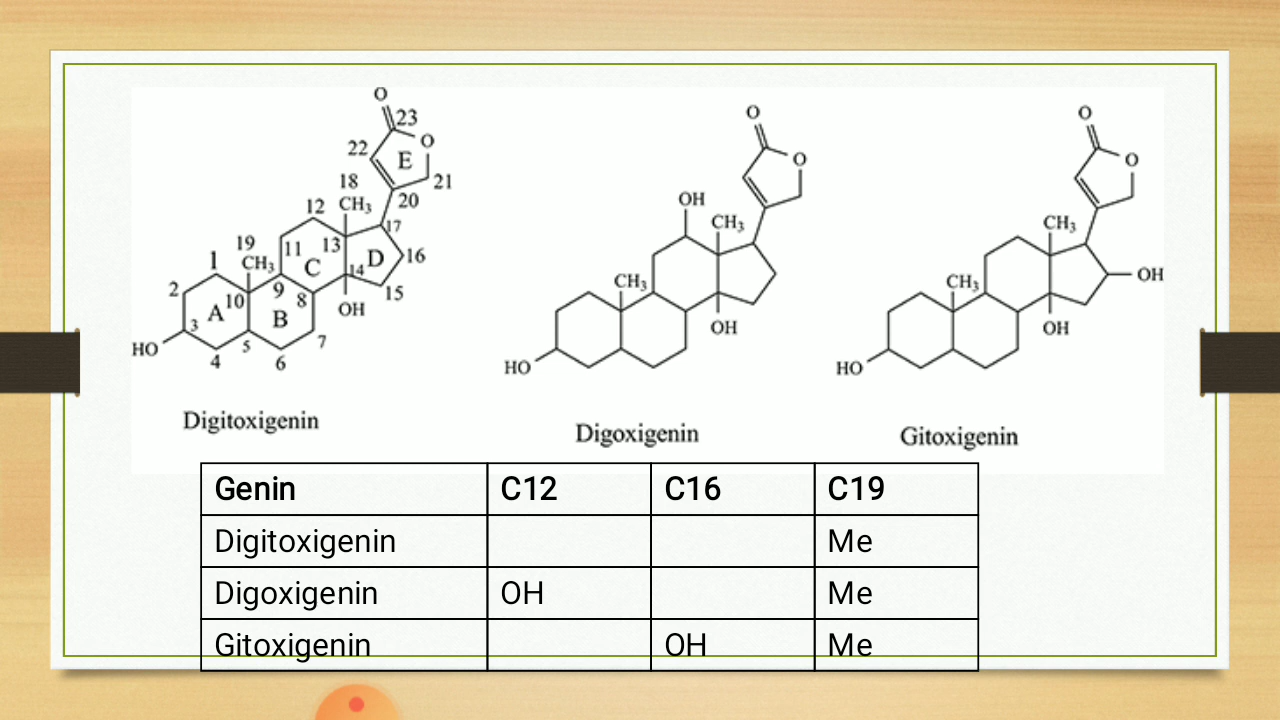 O
23
22
O
E
18
21
12
CH3
20
17
19
11
13
1
CH3
C
D
16
14
2
9
10
8
15
A
B
OH
3
7
HO
5
4
6
Digitoxigenin
O
O
OH
CH3
CH3
OH
HO
Digoxigenin
O
O
CH3
OH
CH3
OH
HO
Gitoxigenin
Genin C12 C16 C19
Digitoxigenin Me
Digoxigenin OH Me
Gitoxigenin OH Me